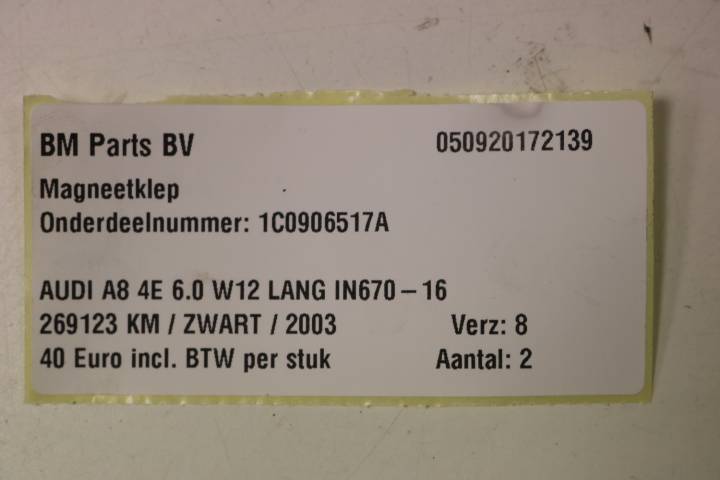 BM Parts BV 050920172139
Magneetklep
Onderdeelnummer: 1C0906517A
AUDI A8 4E 6.0 W12 LANG IN670 – 16
269123 KM / ZWART / 2003 Verz: 8
40 Euro incl. BTW per stuk Aantal: 2